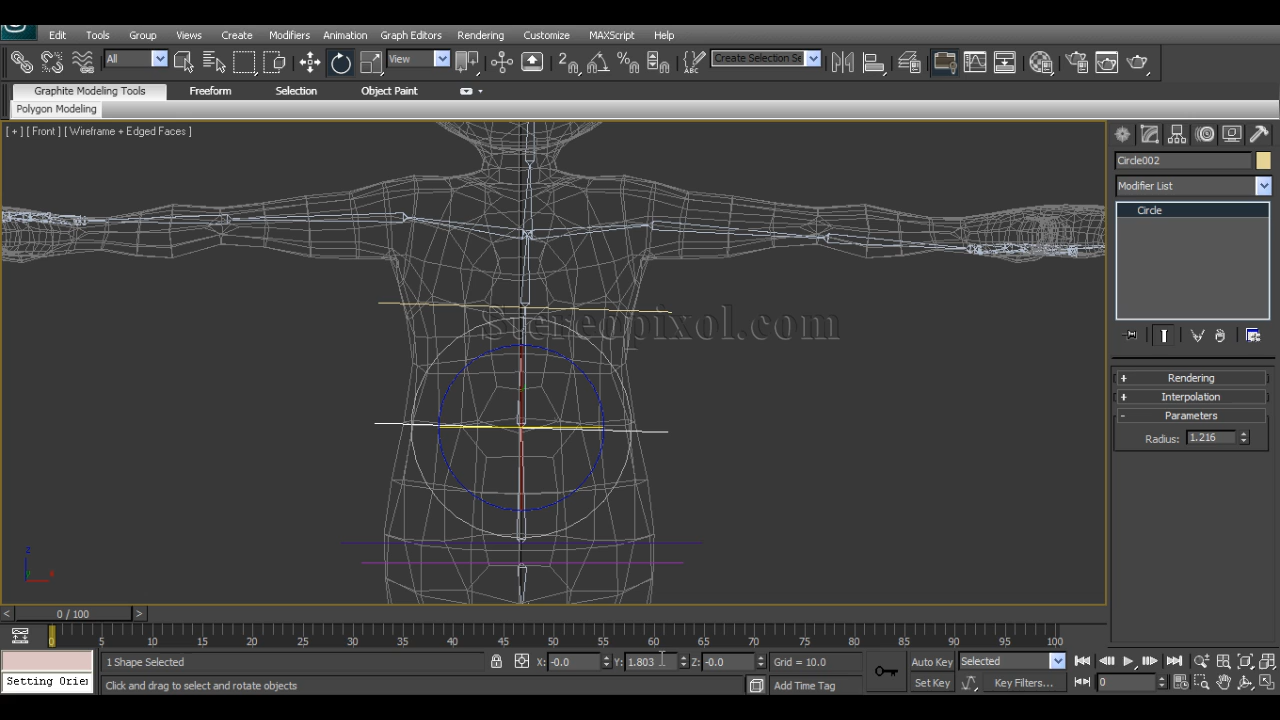 Edit Tools Group Views Create Modifiers Animation Graph Editors Rendering Customize MAXScript Help
All View Create Selection Se
Graphite Modeling Tools Freeform Selection Object Paint
Polygon Modeling
[ + ] [ Front ] [ Wireframe + Edged Faces ]
Circle002
Modifier List
Circle
Stereopixol.com
+ Rendering
+ Interpolation
- Parameters
Radius: 1.216
z
x
< 0 / 100 >
0 5 10 15 20 25 30 35 40 45 50 55 60 65 70 75 80 85 90 95 100
1 Shape Selected X: -0.0 Y: 1.803 Z: -0.0 Grid = 10.0 Auto Key Selected
Setting Orie Click and drag to select and rotate objects Add Time Tag Set Key Key Filters... 0